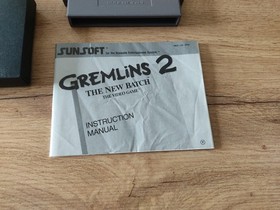 SUNSOFT
GREMLINS 2
THE NEW BATCH
THE VIDEO GAME
INSTRUCTION
MANUAL